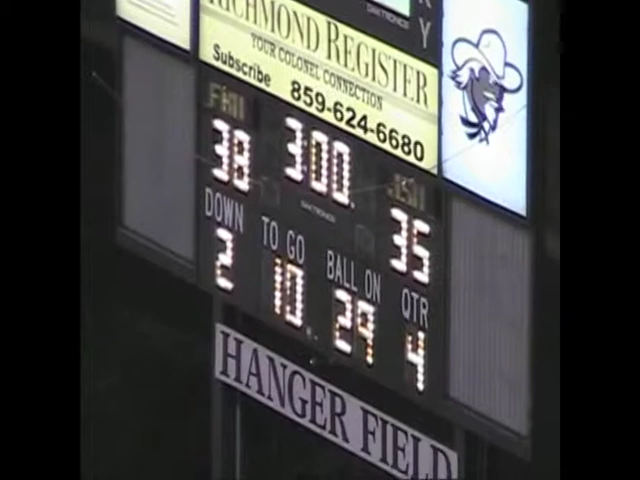 RICHMOND REGISTER
YOUR COLONEL CONNECTION
Subscribe 859-624-6680
38 3:00 35
DOWN TO GO BALL ON QTR
2 10 29 4
HANGER FIELD